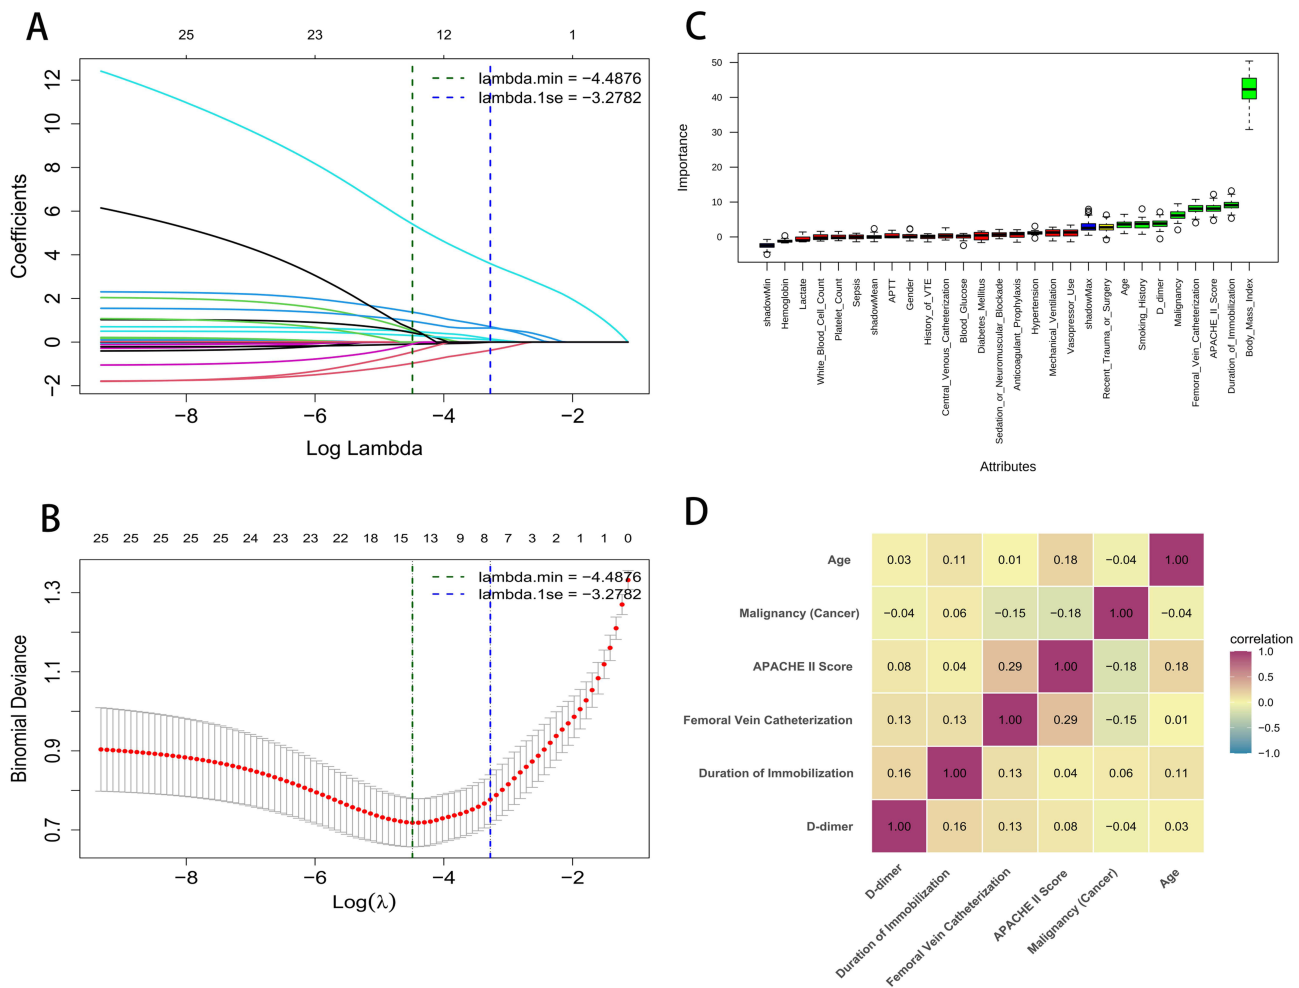 A
25 23 12 1
lambda.min = −4.4876
lambda.1se = −3.2782
12
10
8
6
4
2
0
−2
Coefficients
−8 −6 −4 −2
Log Lambda
B
25 25 25 25 25 24 23 23 22 18 15 13 9 8 7 3 2 1 1 0
lambda.min = −4.4876
lambda.1se = −3.2782
1.3
1.1
0.9
0.7
Binomial Deviance
−8 −6 −4 −2
Log(λ)
C
50
40
30
20
10
0
Importance
shadowMin
Hemoglobin
Lactate
White_Blood_Cell_Count
Platelet_Count
Sepsis
shadowMean
APTT
Gender
History_of_VTE
Central_Venous_Catheterization
Blood_Glucose
Diabetes_Mellitus
Sedation_or_Neuromuscular_Blockade
Anticoagulant_Prophylaxis
Hypertension
Mechanical_Ventilation
Vasopressor_Use
shadowMax
Recent_Trauma_or_Surgery
Age
Smoking_History
D_dimer
Malignancy
Femoral_Vein_Catheterization
APACHE_II_Score
Duration_of_Immobilization
Body_Mass_Index
Attributes
D
Age 0.03 0.11 0.01 0.18 −0.04 1.00
Malignancy (Cancer) −0.04 0.06 −0.15 −0.18 1.00 −0.04
APACHE II Score 0.08 0.04 0.29 1.00 −0.18 0.18
Femoral Vein Catheterization 0.13 0.13 1.00 0.29 −0.15 0.01
Duration of Immobilization 0.16 1.00 0.13 0.04 0.06 0.11
D-dimer 1.00 0.16 0.13 0.08 −0.04 0.03
D-dimer
Duration of Immobilization
Femoral Vein Catheterization
APACHE II Score
Malignancy (Cancer)
Age
correlation
1.0
0.5
0.0
−0.5
−1.0